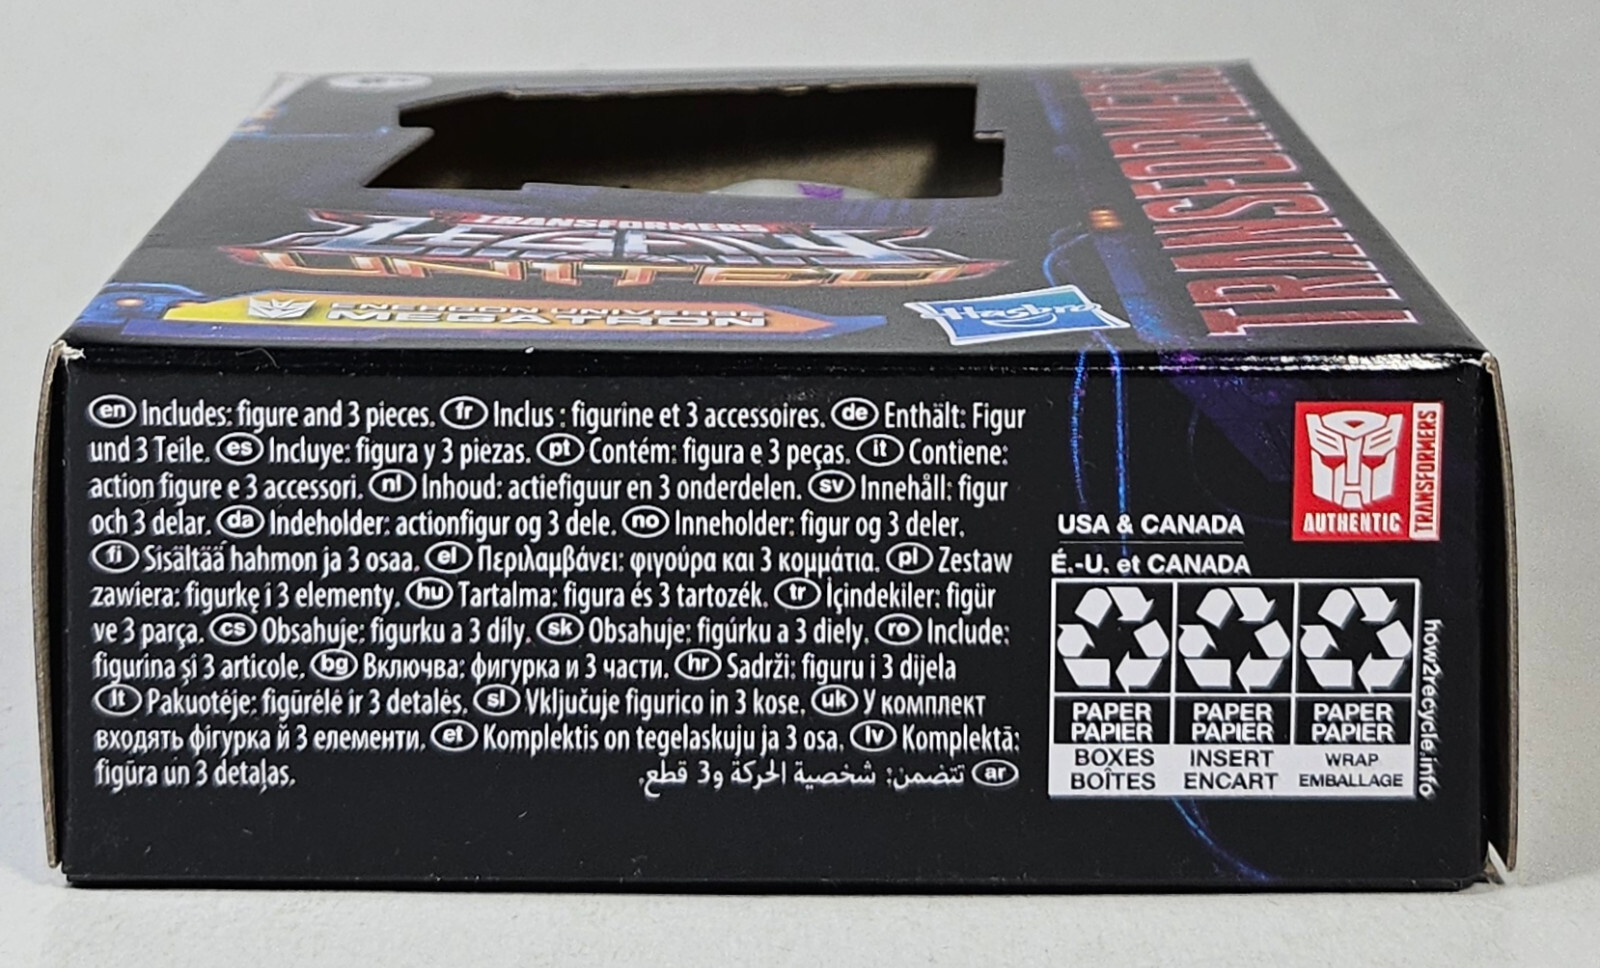 TRANSFORMERS
TRANSFORMERS
LEGACY
UNITED
ENERGON UNIVERSE
MEGATRON
Hasbro
en Includes: figure and 3 pieces. fr Inclus : figurine et 3 accessoires. de Enthält: Figur
und 3 Teile. es Incluye: figura y 3 piezas. pt Contém: figura e 3 peças. it Contiene:
action figure e 3 accessori. nl Inhoud: actiefiguur en 3 onderdelen. sv Innehåll: figur
och 3 delar. da Indeholder: actionfigur og 3 dele. no Inneholder: figur og 3 deler.
fi Sisältää hahmon ja 3 osaa. el Περιλαμβάνει: φιγούρα και 3 κομμάτια. pl Zestaw
zawiera: figurkę i 3 elementy. hu Tartalma: figura és 3 tartozék. tr İçindekiler: figür
ve 3 parça. cs Obsahuje: figurku a 3 díly. sk Obsahuje: figúrku a 3 diely. ro Include:
figurina și 3 articole. bg Включва: фигурка и 3 части. hr Sadrži: figuru i 3 dijela
lt Pakuotėje: figūrėlė ir 3 detalės. sl Vključuje figurico in 3 kose. uk У комплект
входять фігурка й 3 елементи. et Komplektis on tegelaskuju ja 3 osa. lv Komplektā:
figūra un 3 detaļas.
ar تتضمن: شخصية الحركة و3 قطع.
AUTHENTIC
TRANSFORMERS
USA & CANADA
É.-U. et CANADA
PAPER PAPER PAPER
PAPIER PAPIER PAPIER
BOXES INSERT WRAP
BOÎTES ENCART EMBALLAGE
how2recycle.info